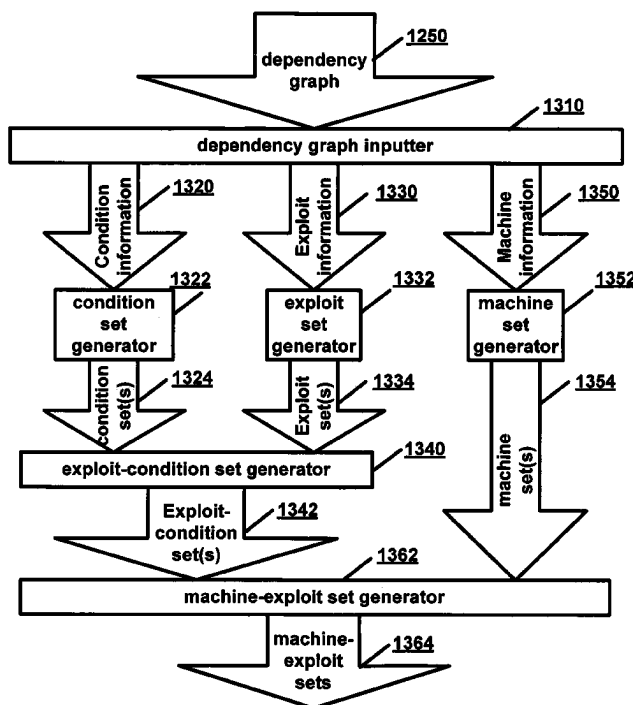 1250
dependency
graph
1310
dependency graph inputter
1320
Condition
information
1330
Exploit
information
1350
Machine
information
1322
condition
set
generator
1332
exploit
set
generator
1352
machine
set
generator
1324
condition
set(s)
1334
Exploit
set(s)
1354
machine
set(s)
1340
exploit-condition set generator
1342
Exploit-
condition
set(s)
1362
machine-exploit set generator
1364
machine-
exploit
sets